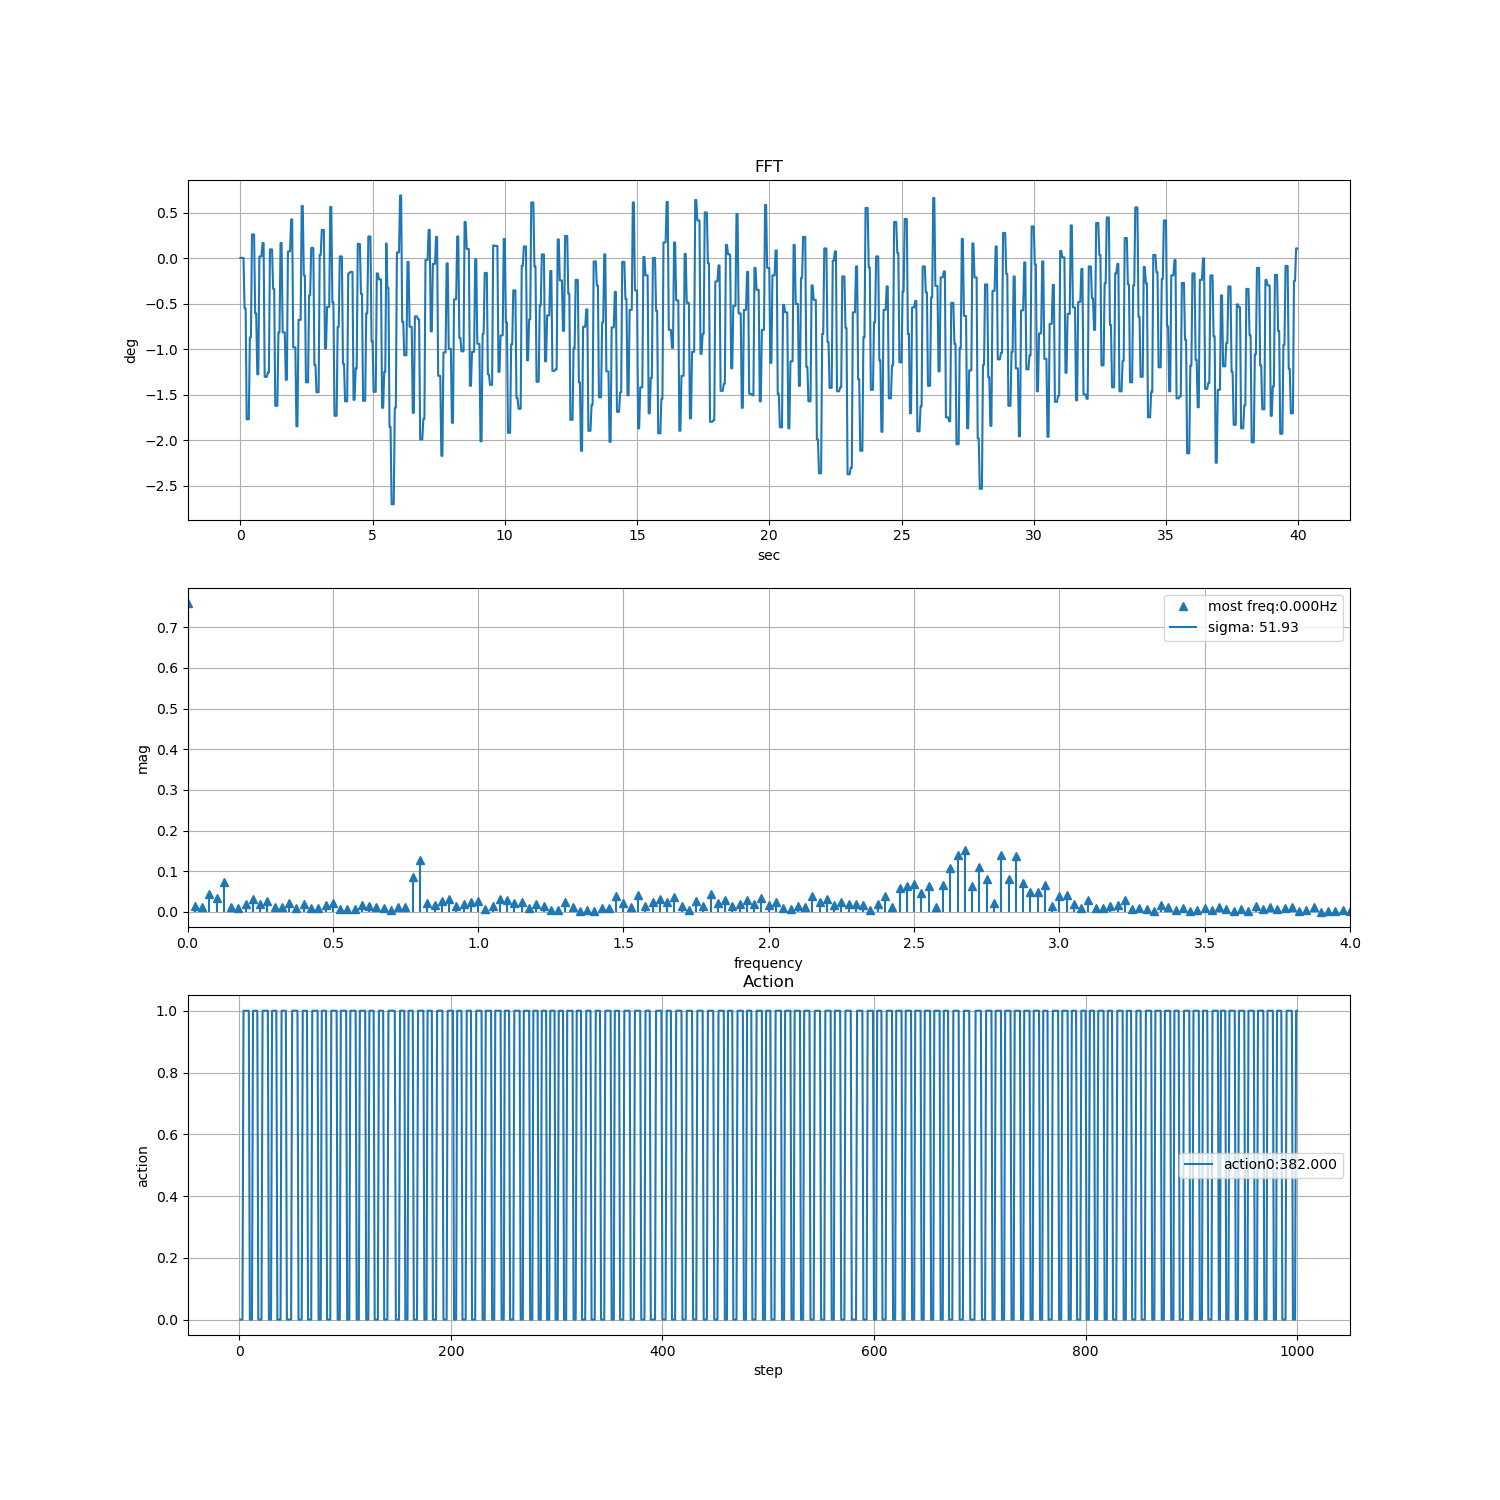 FFT
0.5
0.0
−0.5
−1.0
−1.5
−2.0
−2.5
deg
0 5 10 15 20 25 30 35 40
sec
most freq:0.000Hz
sigma: 51.93
0.7
0.6
0.5
0.4
0.3
0.2
0.1
0.0
mag
0.0 0.5 1.0 1.5 2.0 2.5 3.0 3.5 4.0
frequency
Action
1.0
0.8
0.6
0.4
0.2
0.0
action
action0:382.000
0 200 400 600 800 1000
step